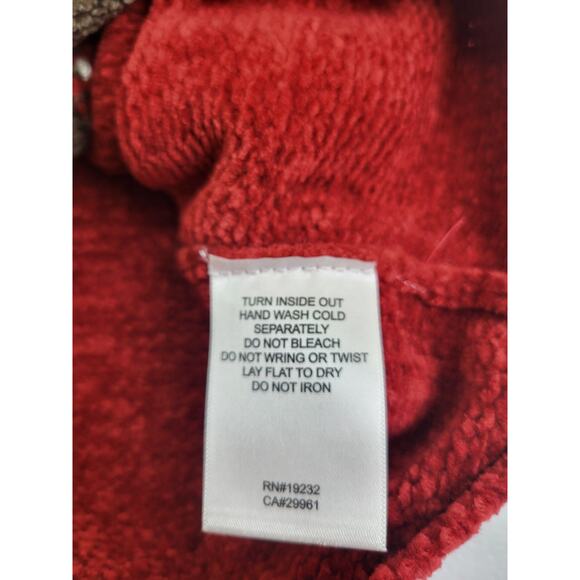 TURN INSIDE OUT
HAND WASH COLD
SEPARATELY
DO NOT BLEACH
DO NOT WRING OR TWIST
LAY FLAT TO DRY
DO NOT IRON
RN#19232
CA#29961